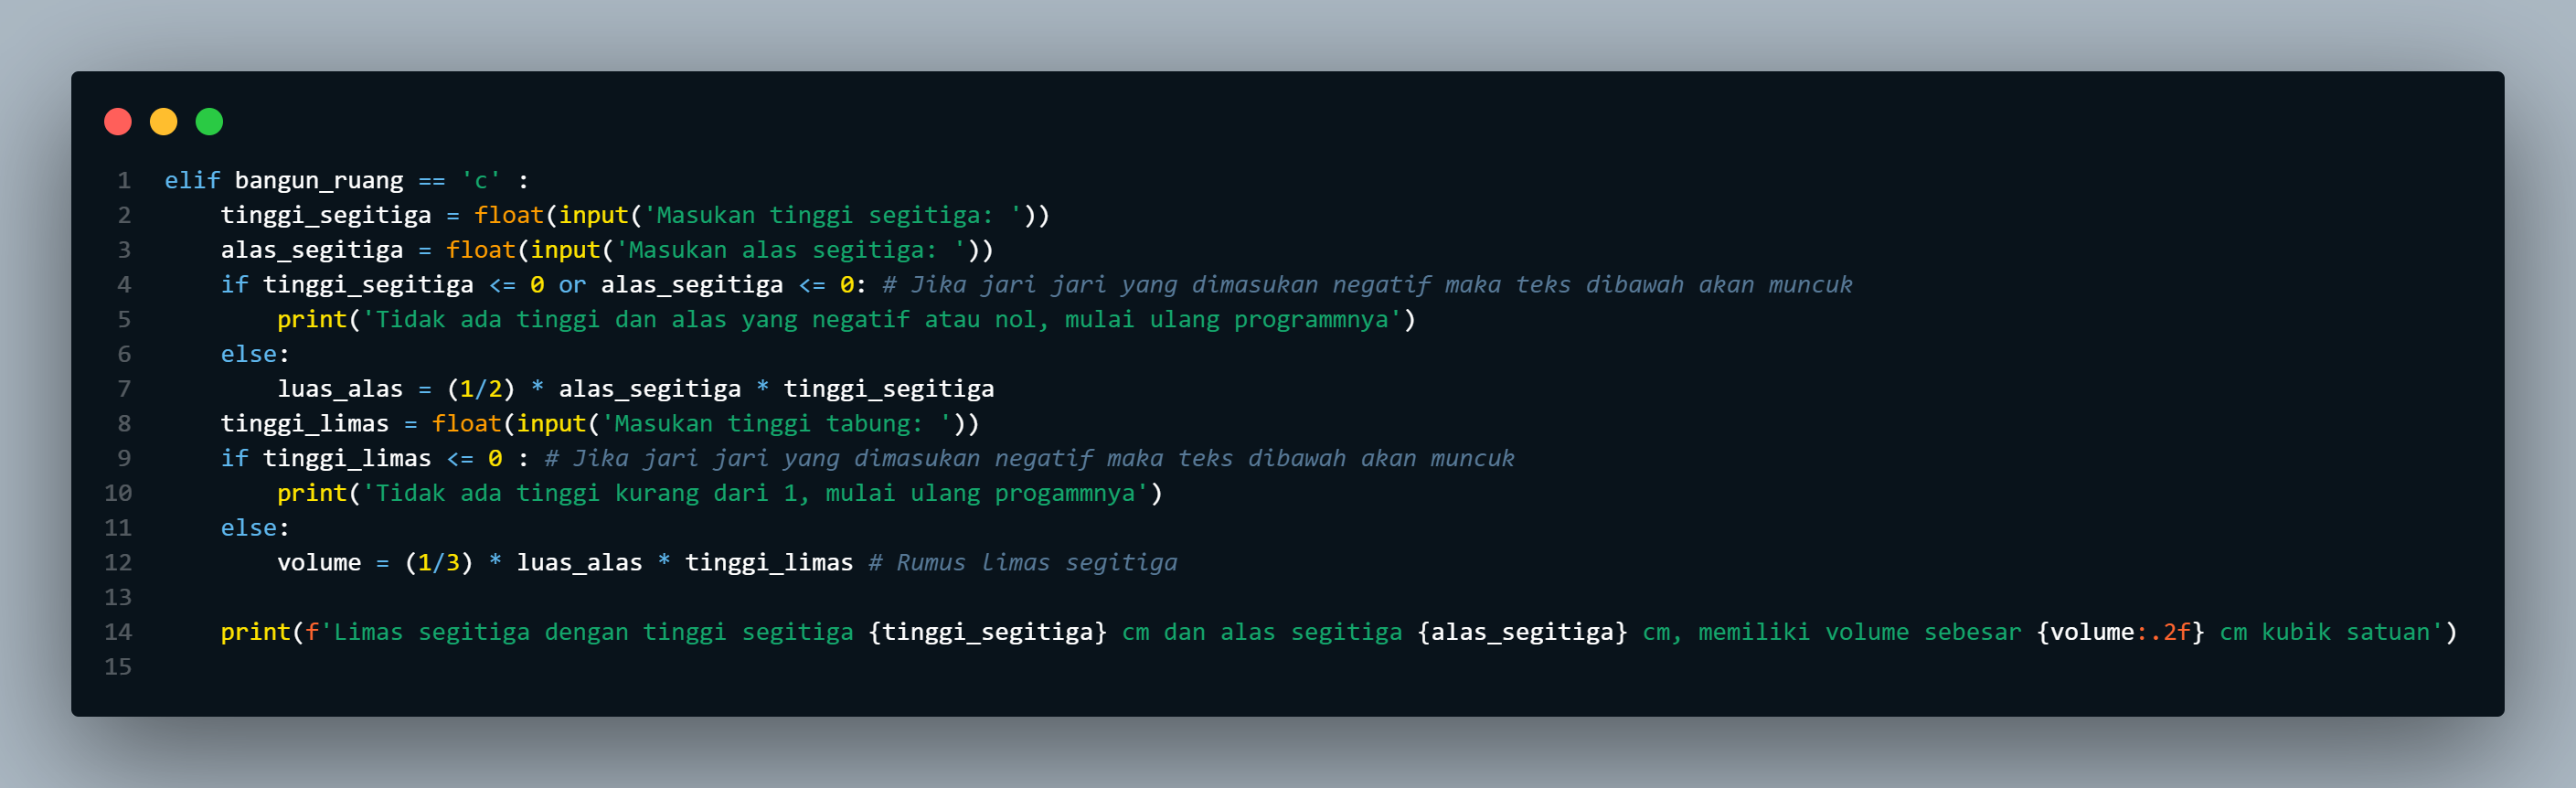 1 elif bangun_ruang == 'c' :
2     tinggi_segitiga = float(input('Masukan tinggi segitiga: '))
3     alas_segitiga = float(input('Masukan alas segitiga: '))
4     if tinggi_segitiga <= 0 or alas_segitiga <= 0: # Jika jari jari yang dimasukan negatif maka teks dibawah akan muncuk
5         print('Tidak ada tinggi dan alas yang negatif atau nol, mulai ulang programmnya')
6     else:
7         luas_alas = (1/2) * alas_segitiga * tinggi_segitiga
8     tinggi_limas = float(input('Masukan tinggi tabung: '))
9     if tinggi_limas <= 0 : # Jika jari jari yang dimasukan negatif maka teks dibawah akan muncuk
10         print('Tidak ada tinggi kurang dari 1, mulai ulang progammnya')
11     else:
12         volume = (1/3) * luas_alas * tinggi_limas # Rumus limas segitiga
13
14     print(f'Limas segitiga dengan tinggi segitiga {tinggi_segitiga} cm dan alas segitiga {alas_segitiga} cm, memiliki volume sebesar {volume:.2f} cm kubik satuan')
15